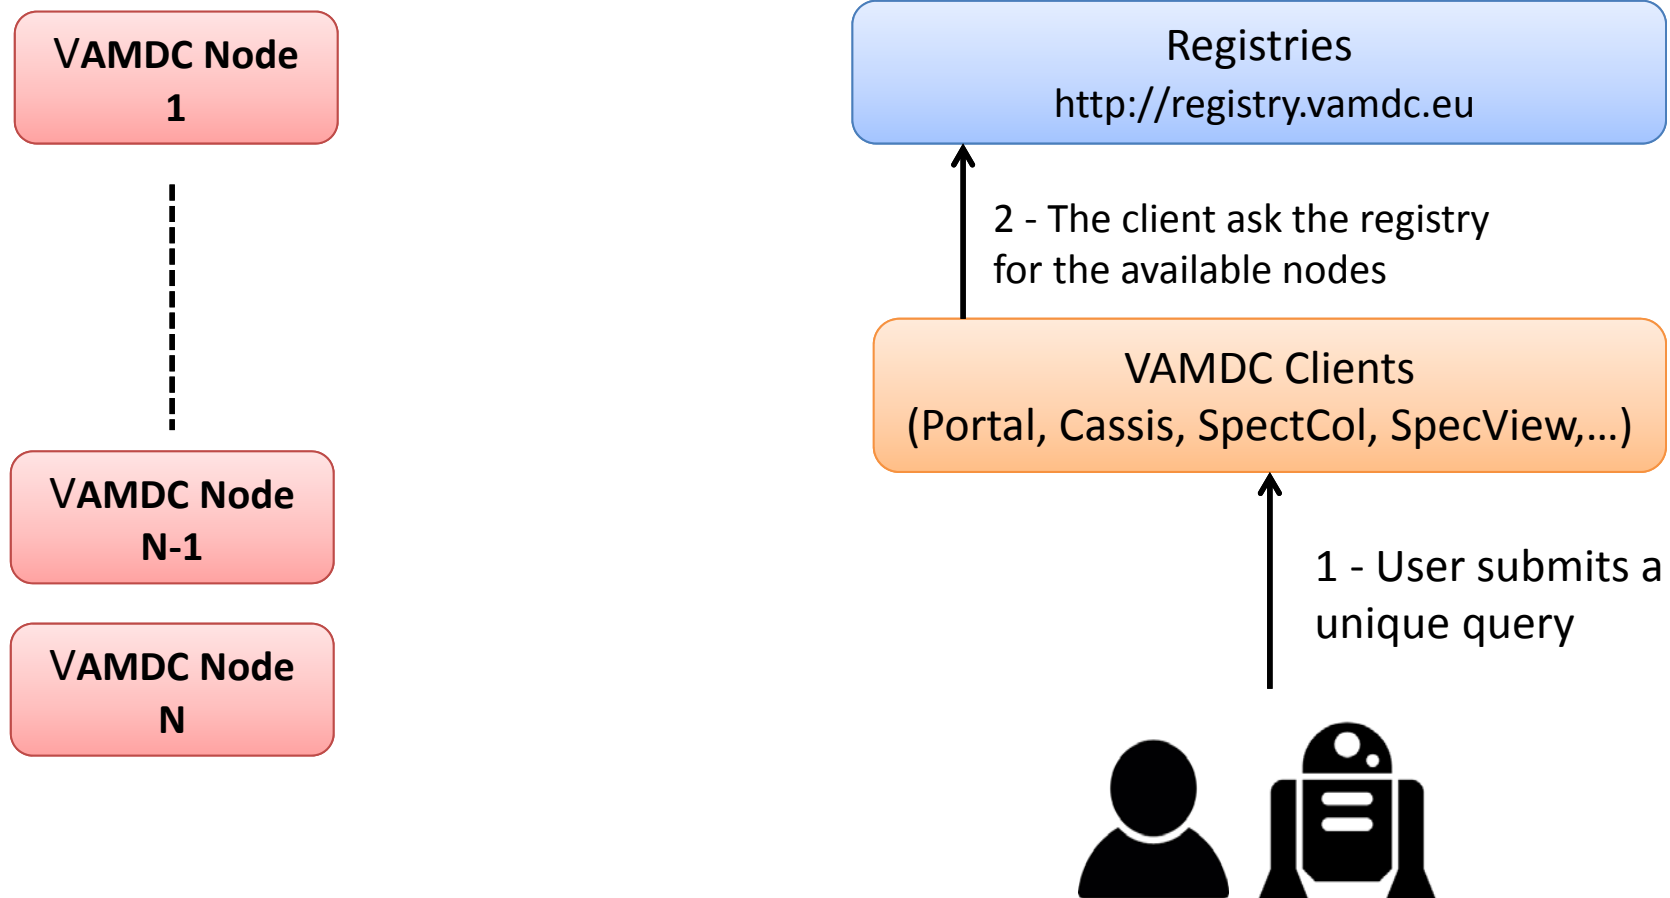 VAMDC Node
1
VAMDC Node
N-1
VAMDC Node
N
Registries
http://registry.vamdc.eu
2 - The client ask the registry
for the available nodes
VAMDC Clients
(Portal, Cassis, SpectCol, SpecView,...)
1 - User submits a
unique query